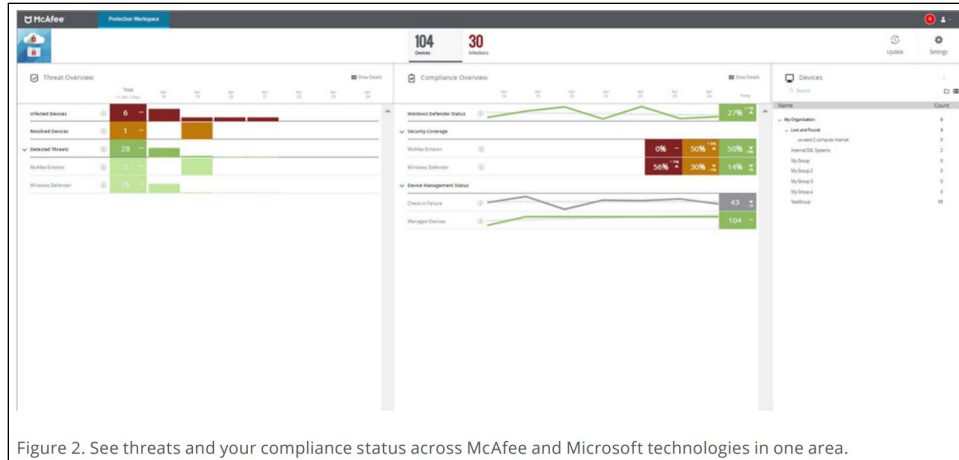 McAfee
Protection Workspace
104
Devices
30
Infections
Update
Settings
Threat Overview
Show Details
Total
Infected Devices
6
Resolved Devices
1
Detected Threats
28
McAfee Echelon
2
Windows Defender
26
Compliance Overview
Show Details
Today
Windows Defender Status
27%
Security Coverage
McAfee Echelon
0%
50%
50%
Windows Defender
56%
30%
14%
Device Management Status
Check in Failure
43
Managed Devices
104
Devices
Search
Name
Count
My Organization
Lost and Found
Internal DXL Systems
2
My Group
My Group 2
My Group 3
My Group 4
TestGroup
Figure 2. See threats and your compliance status across McAfee and Microsoft technologies in one area.